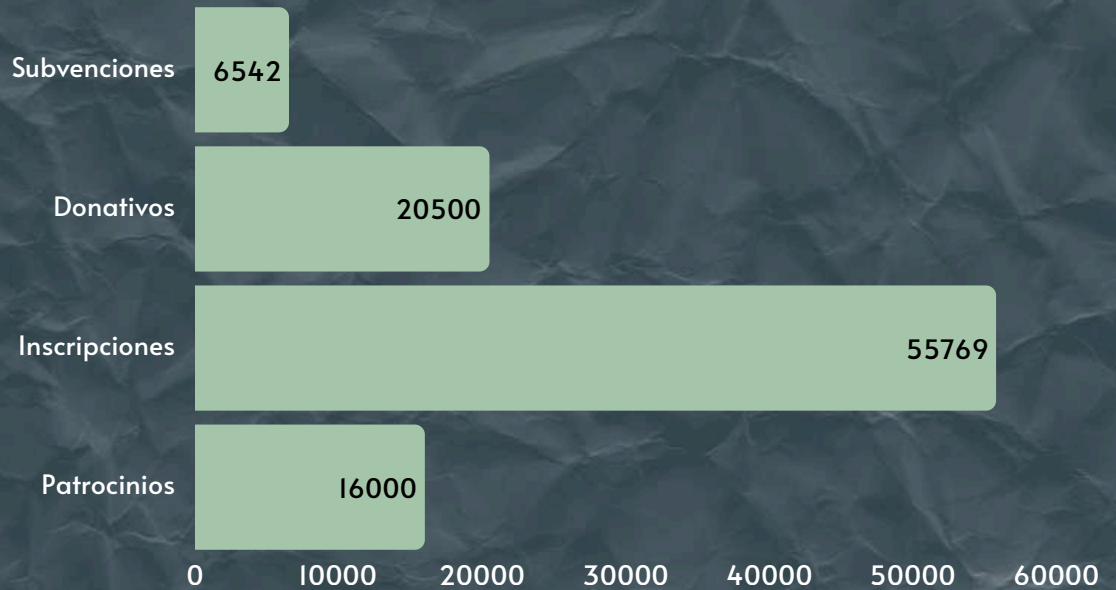 Subvenciones 6542
Donativos 20500
Inscripciones 55769
Patrocinios 16000
0 10000 20000 30000 40000 50000 60000